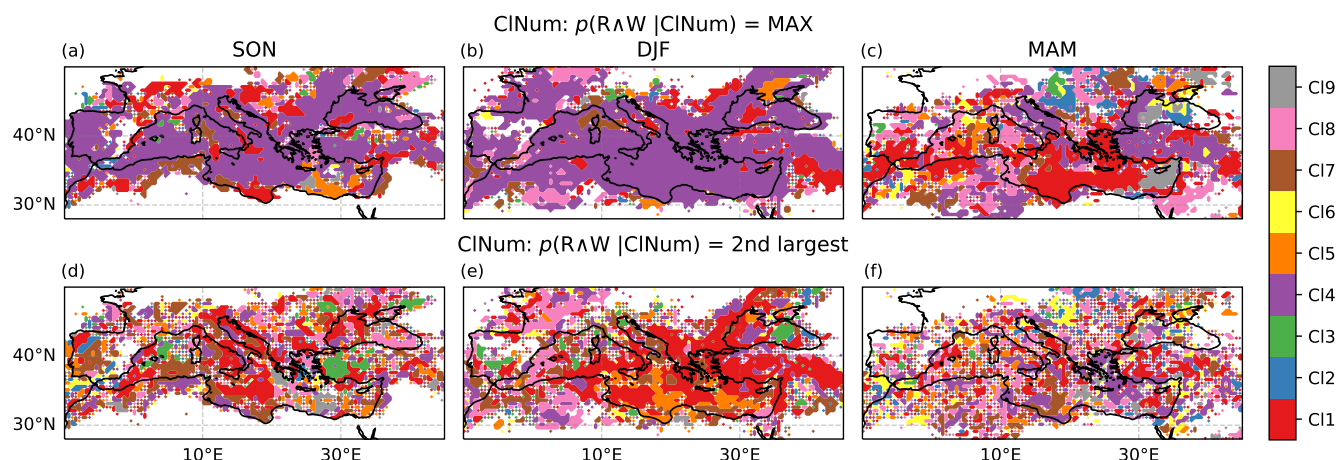 ClNum: p(R∧W |ClNum) = MAX
(a) SON (b) DJF (c) MAM
40°N
30°N
ClNum: p(R∧W |ClNum) = 2nd largest
(d) (e) (f)
40°N
30°N
10°E 30°E 10°E 30°E 10°E 30°E
Cl9
Cl8
Cl7
Cl6
Cl5
Cl4
Cl3
Cl2
Cl1